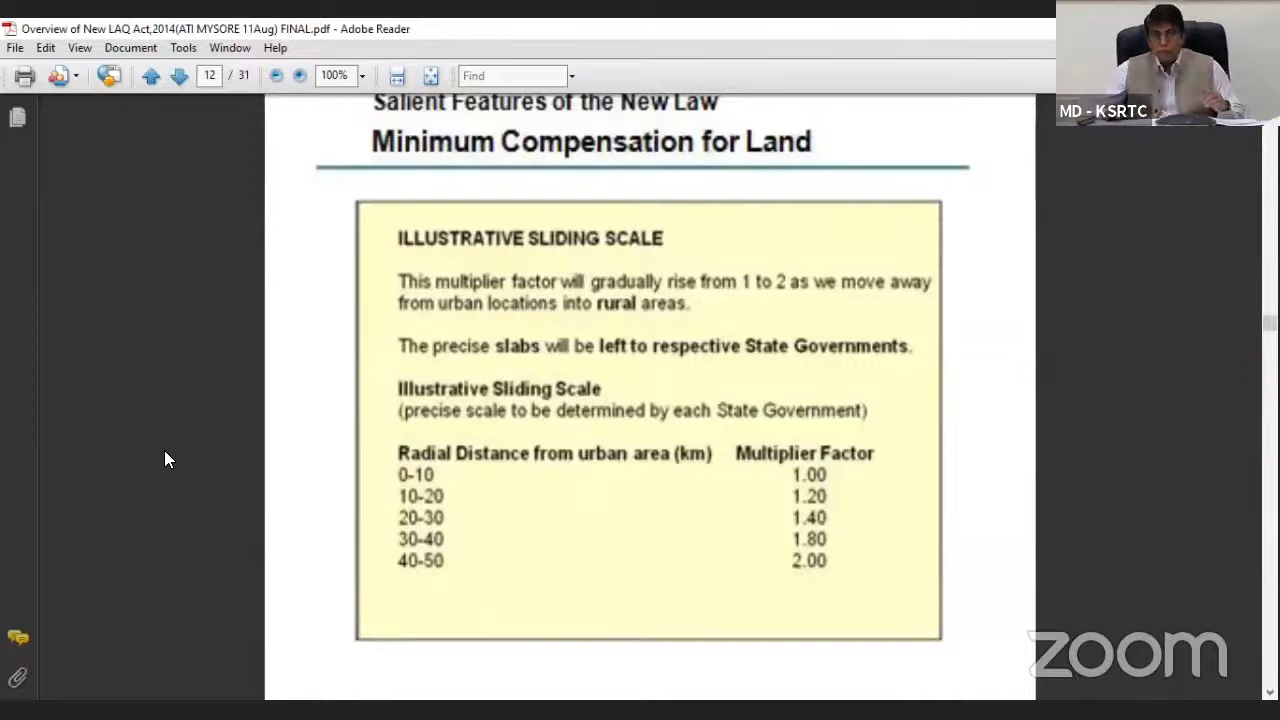 Overview of New LAQ Act,2014(ATI MYSORE 11Aug) FINAL.pdf - Adobe Reader
File Edit View Document Tools Window Help
12 / 31 100% Find
MD - KSRTC
Salient Features of the New Law
Minimum Compensation for Land
ILLUSTRATIVE SLIDING SCALE
This multiplier factor will gradually rise from 1 to 2 as we move away
from urban locations into rural areas.
The precise slabs will be left to respective State Governments.
Illustrative Sliding Scale
(precise scale to be determined by each State Government)
Radial Distance from urban area (km) Multiplier Factor
0-10 1.00
10-20 1.20
20-30 1.40
30-40 1.80
40-50 2.00
zoom